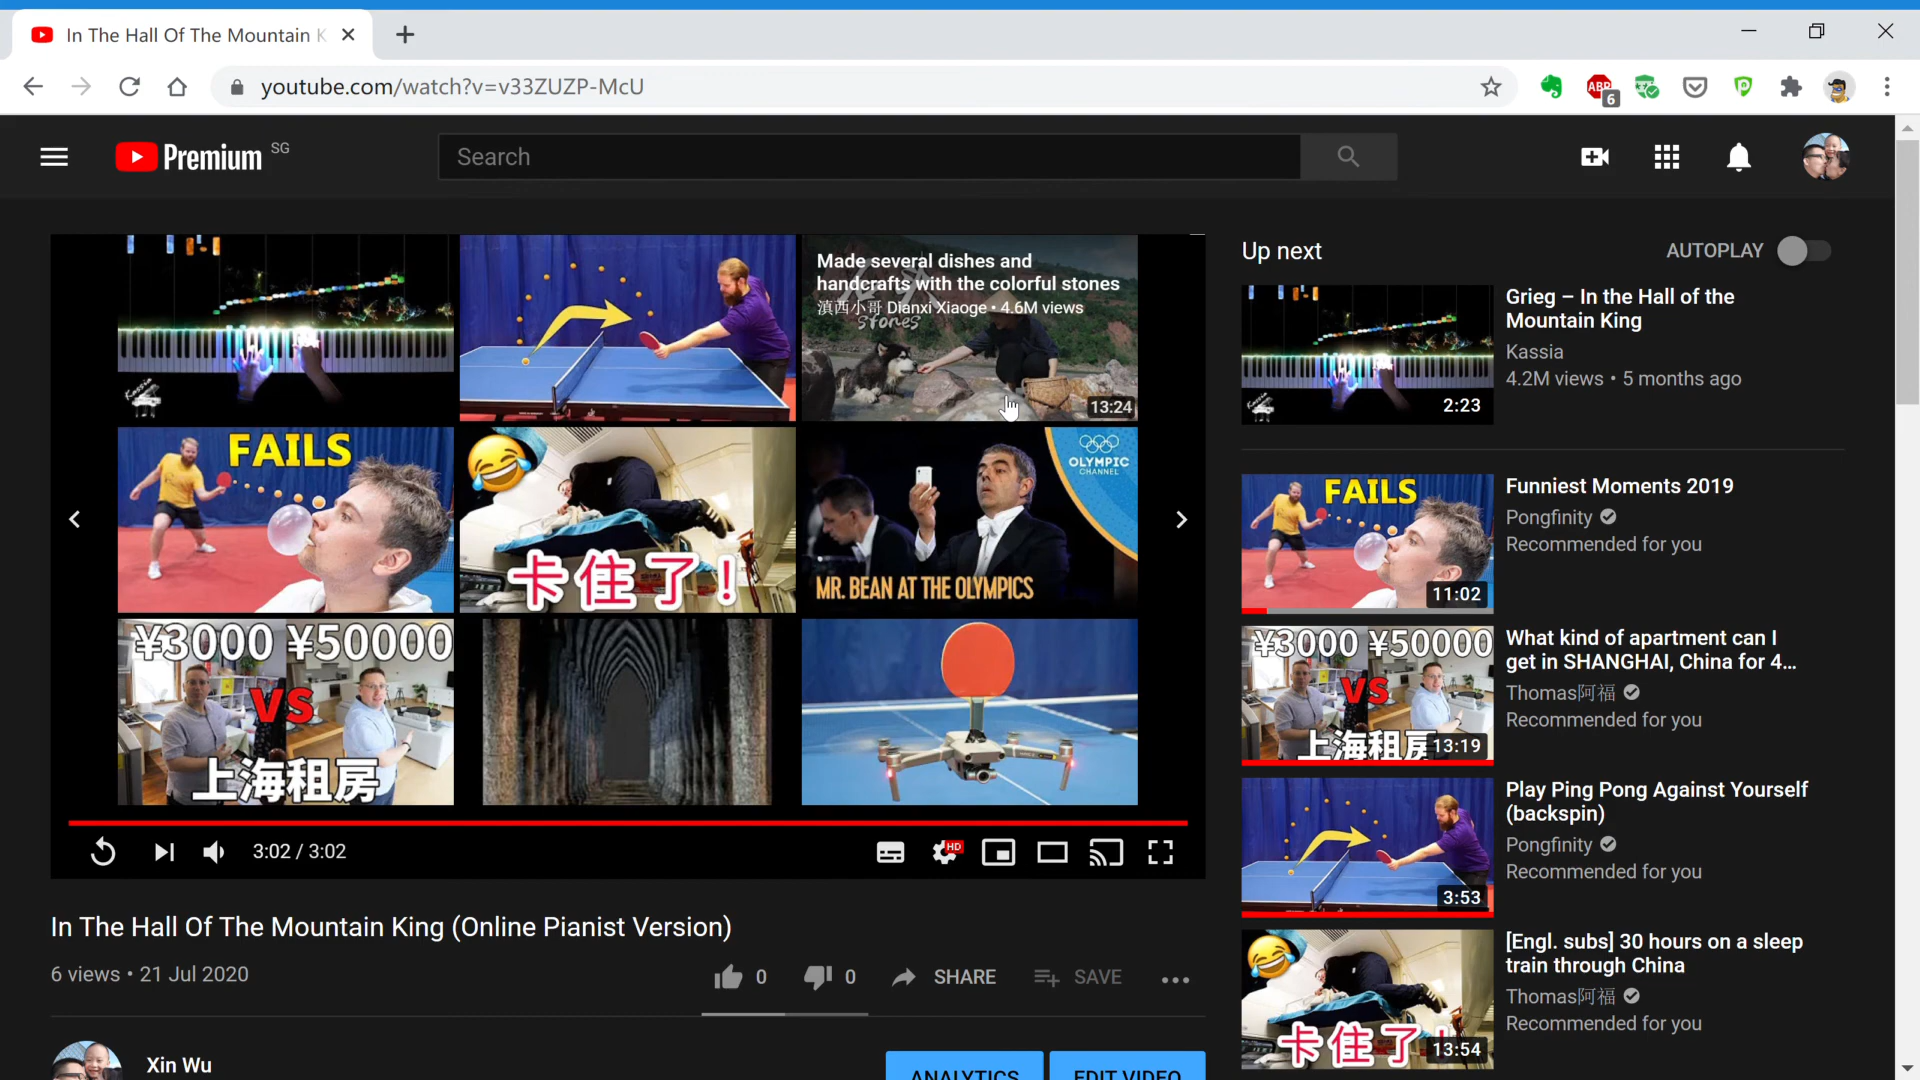 In The Hall Of The Mountain K
youtube.com/watch?v=v33ZUZP-McU
ABP
6
Premium SG
Search
Made several dishes and
handcrafts with the colorful stones
滇西小哥 Dianxi Xiaoge • 4.6M views
stones
13:24
Kassia
FAILS
卡住了!
OLYMPIC
CHANNEL
MR. BEAN AT THE OLYMPICS
¥3000 ¥50000
VS
上海租房
3:02 / 3:02
HD
In The Hall Of The Mountain King (Online Pianist Version)
6 views • 21 Jul 2020
0
0
SHARE
SAVE
Xin Wu
ANALYTICS
EDIT VIDEO
Up next
AUTOPLAY
Kassia
2:23
Grieg – In the Hall of the
Mountain King
Kassia
4.2M views • 5 months ago
FAILS
11:02
Funniest Moments 2019
Pongfinity
Recommended for you
¥3000 ¥50000
VS
上海租房
13:19
What kind of apartment can I
get in SHANGHAI, China for 4...
Thomas阿福
Recommended for you
3:53
Play Ping Pong Against Yourself
(backspin)
Pongfinity
Recommended for you
卡住了!
13:54
[Engl. subs] 30 hours on a sleep
train through China
Thomas阿福
Recommended for you